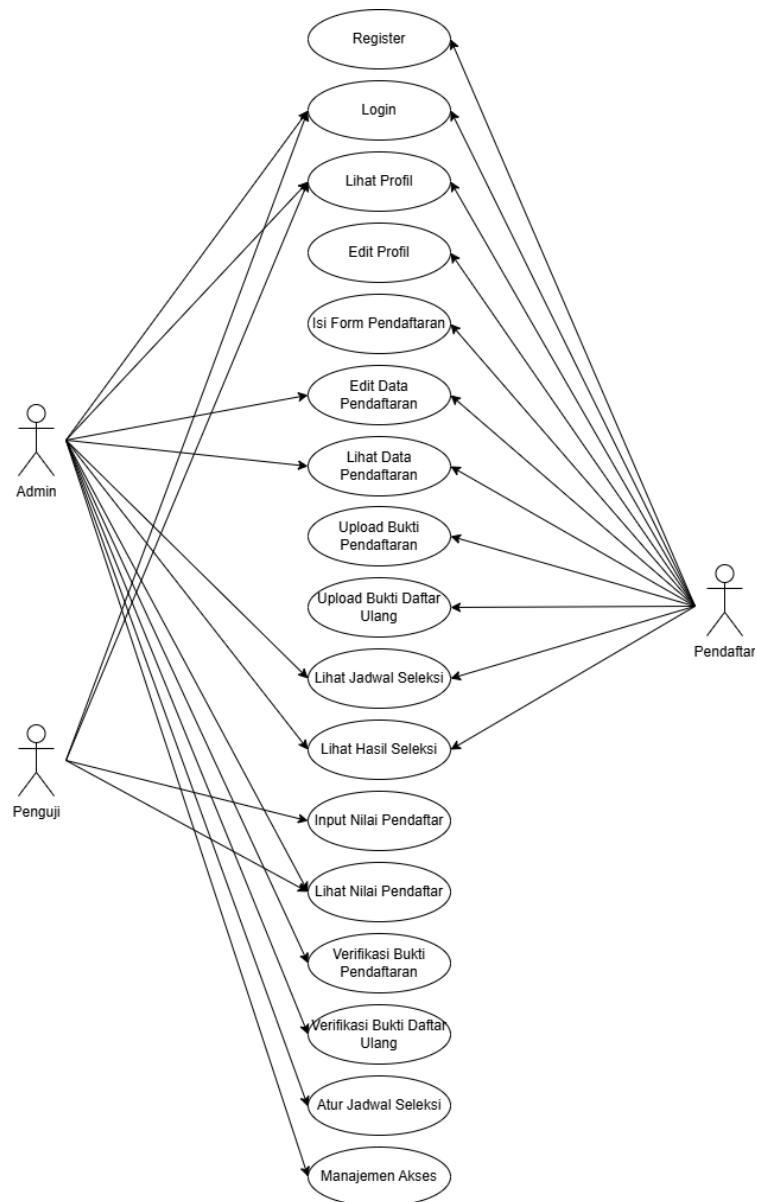 Register
Login
Lihat Profil
Edit Profil
Isi Form Pendaftaran
Edit Data
Pendaftaran
Admin
Lihat Data
Pendaftaran
Upload Bukti
Pendaftaran
Upload Bukti Daftar
Ulang
Pendaftar
Lihat Jadwal Seleksi
Lihat Hasil Seleksi
Penguji
Input Nilai Pendaftar
Lihat Nilai Pendaftar
Verifikasi Bukti
Pendaftaran
Verifikasi Bukti Daftar
Ulang
Atur Jadwal Seleksi
Manajemen Akses